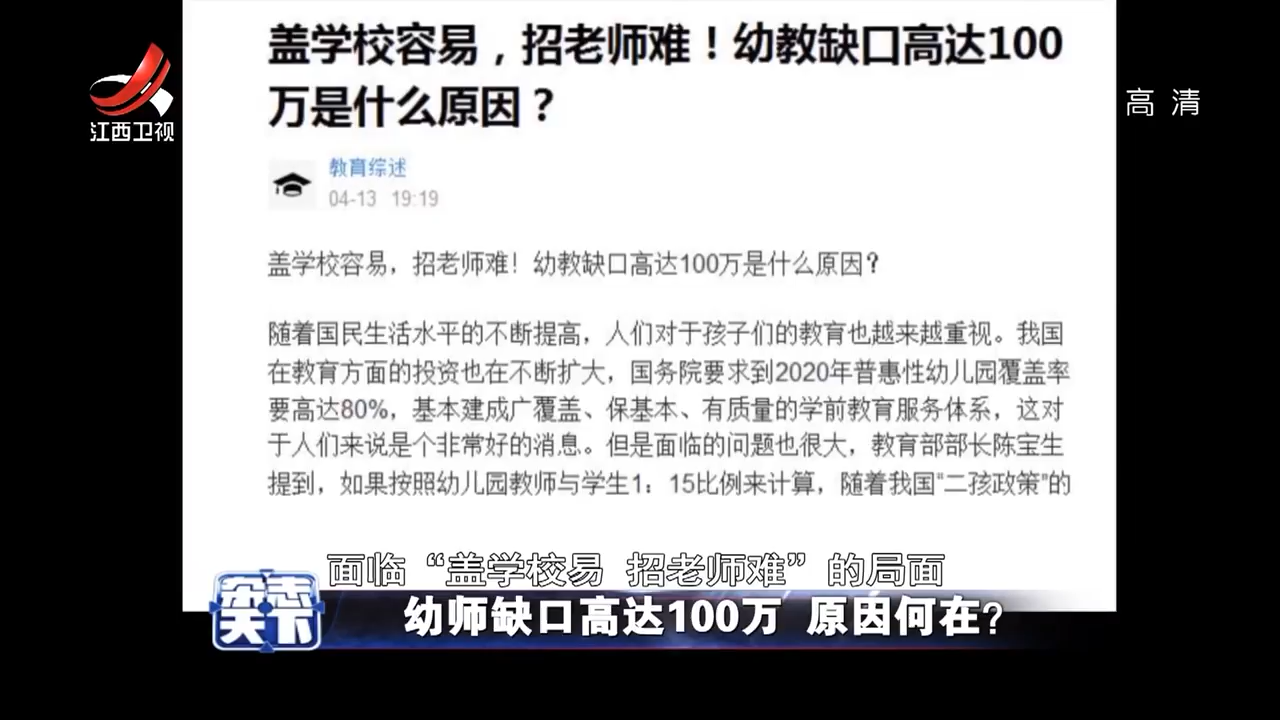 盖学校容易，招老师难！幼教缺口高达100
万是什么原因？
江西卫视
高清
教育综述
04-13 19:19
盖学校容易，招老师难！幼教缺口高达100万是什么原因？
随着国民生活水平的不断提高，人们对于孩子们的教育也越来越重视。我国
在教育方面的投资也在不断扩大，国务院要求到2020年普惠性幼儿园覆盖率
要高达80%，基本建成广覆盖、保基本、有质量的学前教育服务体系，这对
于人们来说是个非常好的消息。但是面临的问题也很大，教育部部长陈宝生
提到，如果按照幼儿园教师与学生1：15比例来计算，随着我国“二孩政策”的
面临“盖学校易 招老师难”的局面
杂志
天下
幼师缺口高达100万 原因何在?